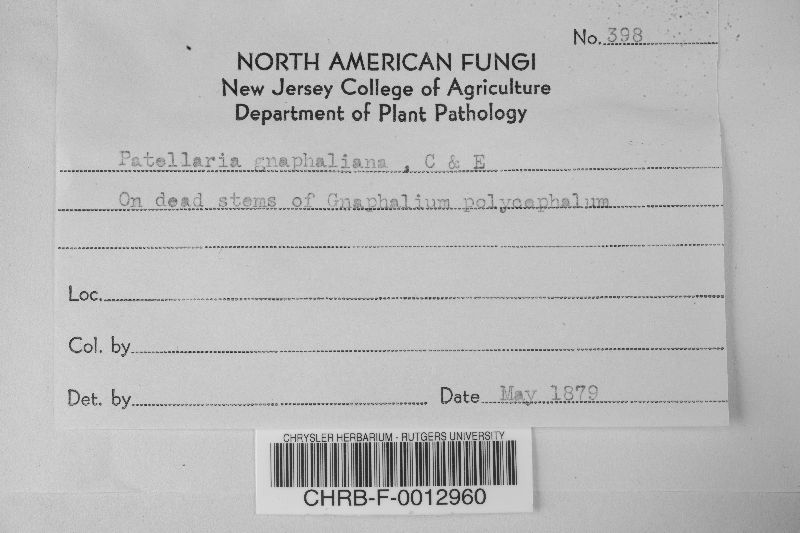 No. 398
NORTH AMERICAN FUNGI
New Jersey College of Agriculture
Department of Plant Pathology
Patellaria gnaphaliana , C & E
On dead stems of Gnaphalium polycephalum
Loc.
Col. by
Det. by Date May 1879
CHRYSLER HERBARIUM - RUTGERS UNIVERSITY
CHRB-F-0012960